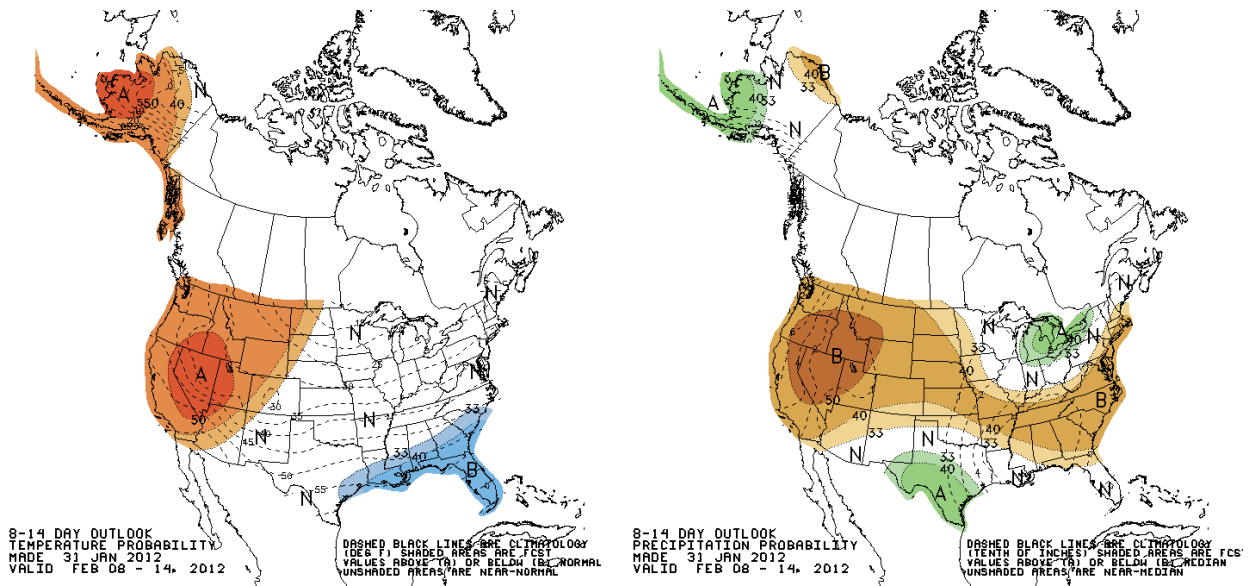 A
550
40
N
A
50
N
N
N
N
N
N
33
40
B
35
45
50
55
8-14 DAY OUTLOOK
TEMPERATURE PROBABILITY
MADE 31 JAN 2012
VALID FEB 08 - 14, 2012
DASHED BLACK LINES ARE CLIMATOLOGY
(DEG F) SHADED AREAS ARE FCST
VALUES ABOVE (A) OR BELOW (B) NORMAL
UNSHADED AREAS ARE NEAR-NORMAL
A
40
33
N
N
40
33
B
B
50
40
33
40
33
N
N
A
40
33
N
N
B
40
33
N
N
33
40
A
N
N
8-14 DAY OUTLOOK
PRECIPITATION PROBABILITY
MADE 31 JAN 2012
VALID FEB 08 - 14, 2012
DASHED BLACK LINES ARE CLIMATOLOGY
(TENTH OF INCHES) SHADED AREAS ARE FCST
VALUES ABOVE (A) OR BELOW (B) MEDIAN
UNSHADED AREAS ARE NEAR-MEDIAN